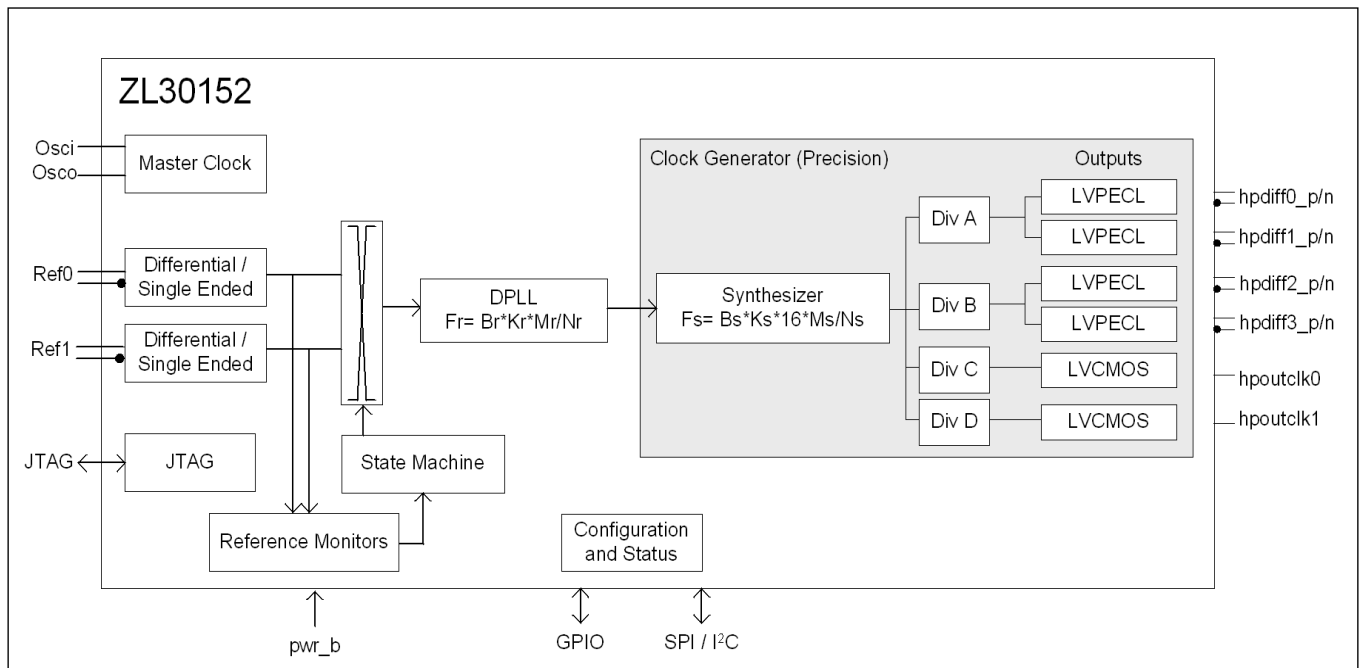 ZL30152
Osci
Osco
Master Clock
Ref0
Differential /
Single Ended
Ref1
Differential /
Single Ended
JTAG
JTAG
State Machine
Reference Monitors
pwr_b
DPLL
Fr= Br*Kr*Mr/Nr
Configuration
and Status
GPIO
SPI / I²C
Clock Generator (Precision)
Outputs
Synthesizer
Fs= Bs*Ks*16*Ms/Ns
Div A
LVPECL
LVPECL
Div B
LVPECL
LVPECL
Div C
LVCMOS
Div D
LVCMOS
hpdiff0_p/n
hpdiff1_p/n
hpdiff2_p/n
hpdiff3_p/n
hpoutclk0
hpoutclk1